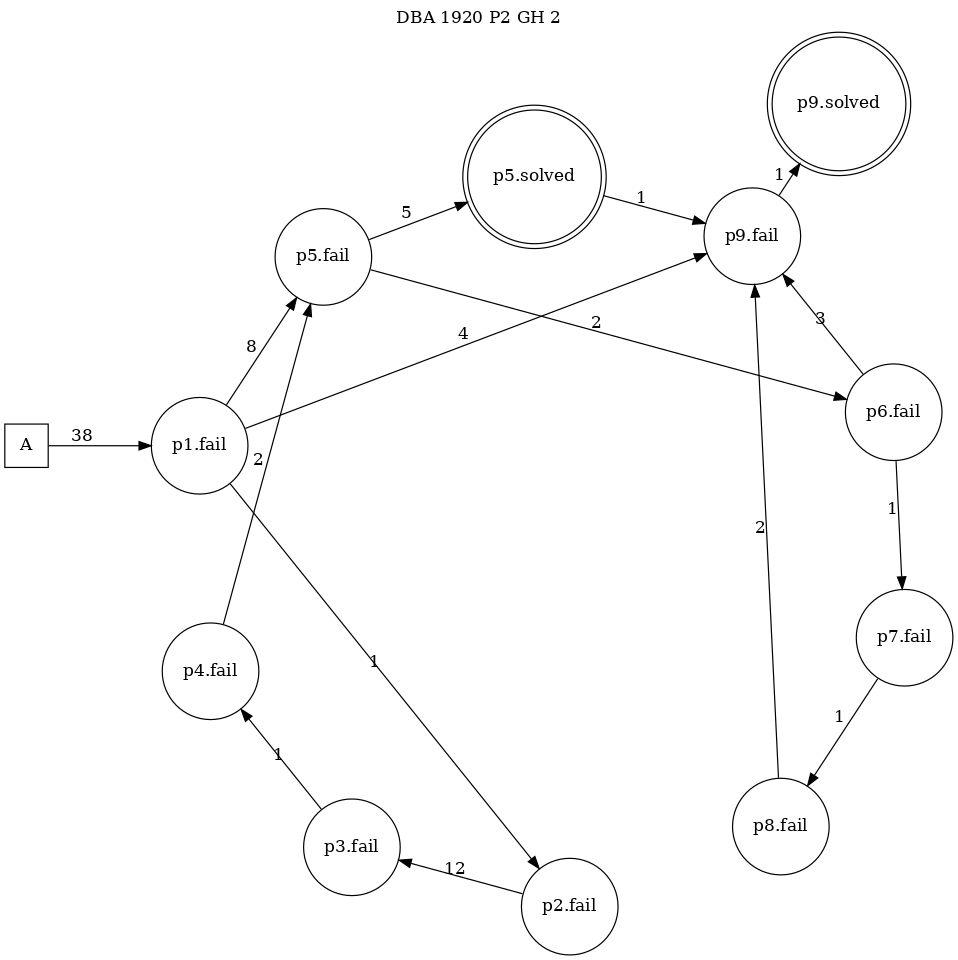 DBA 1920 P2 GH 2
p9.solved
p5.solved
1
1
5
p9.fail
p5.fail
2
3
4
8
p6.fail
38
A
p1.fail
2
1
2
p7.fail
1
p4.fail
1
1
p8.fail
p3.fail
12
p2.fail